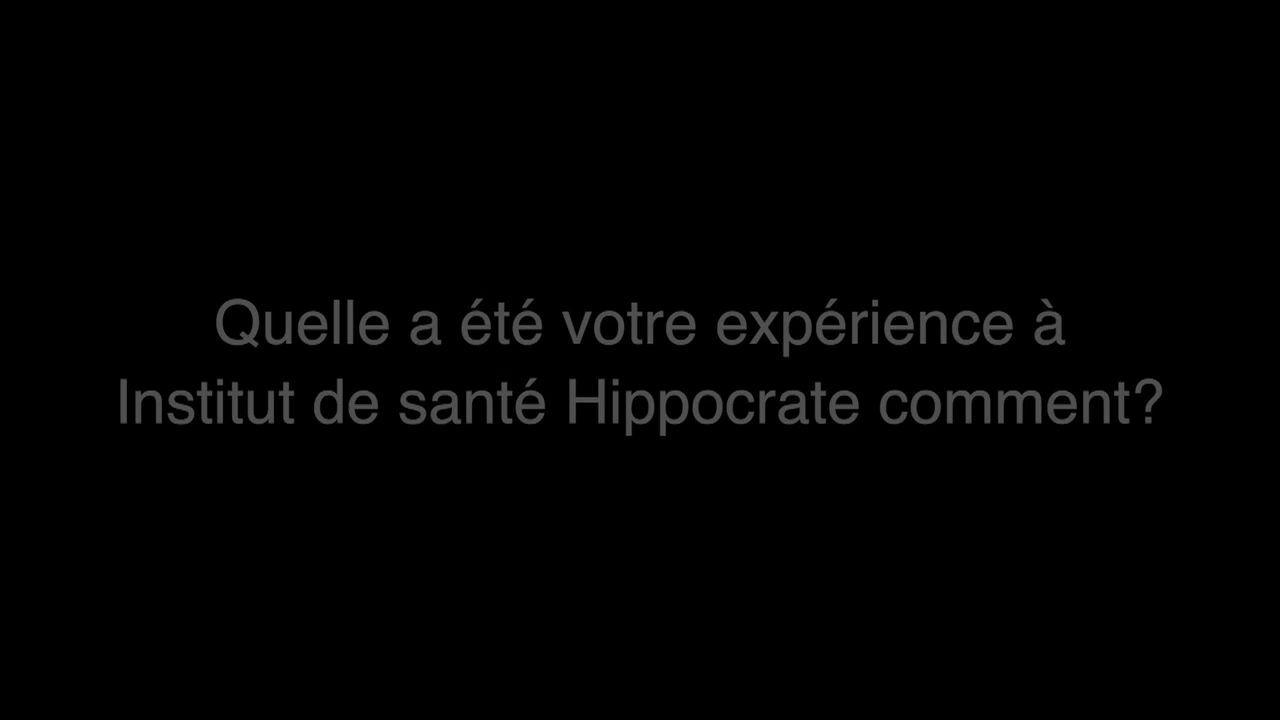 Quelle a été votre expérience à
Institut de santé Hippocrate comment?